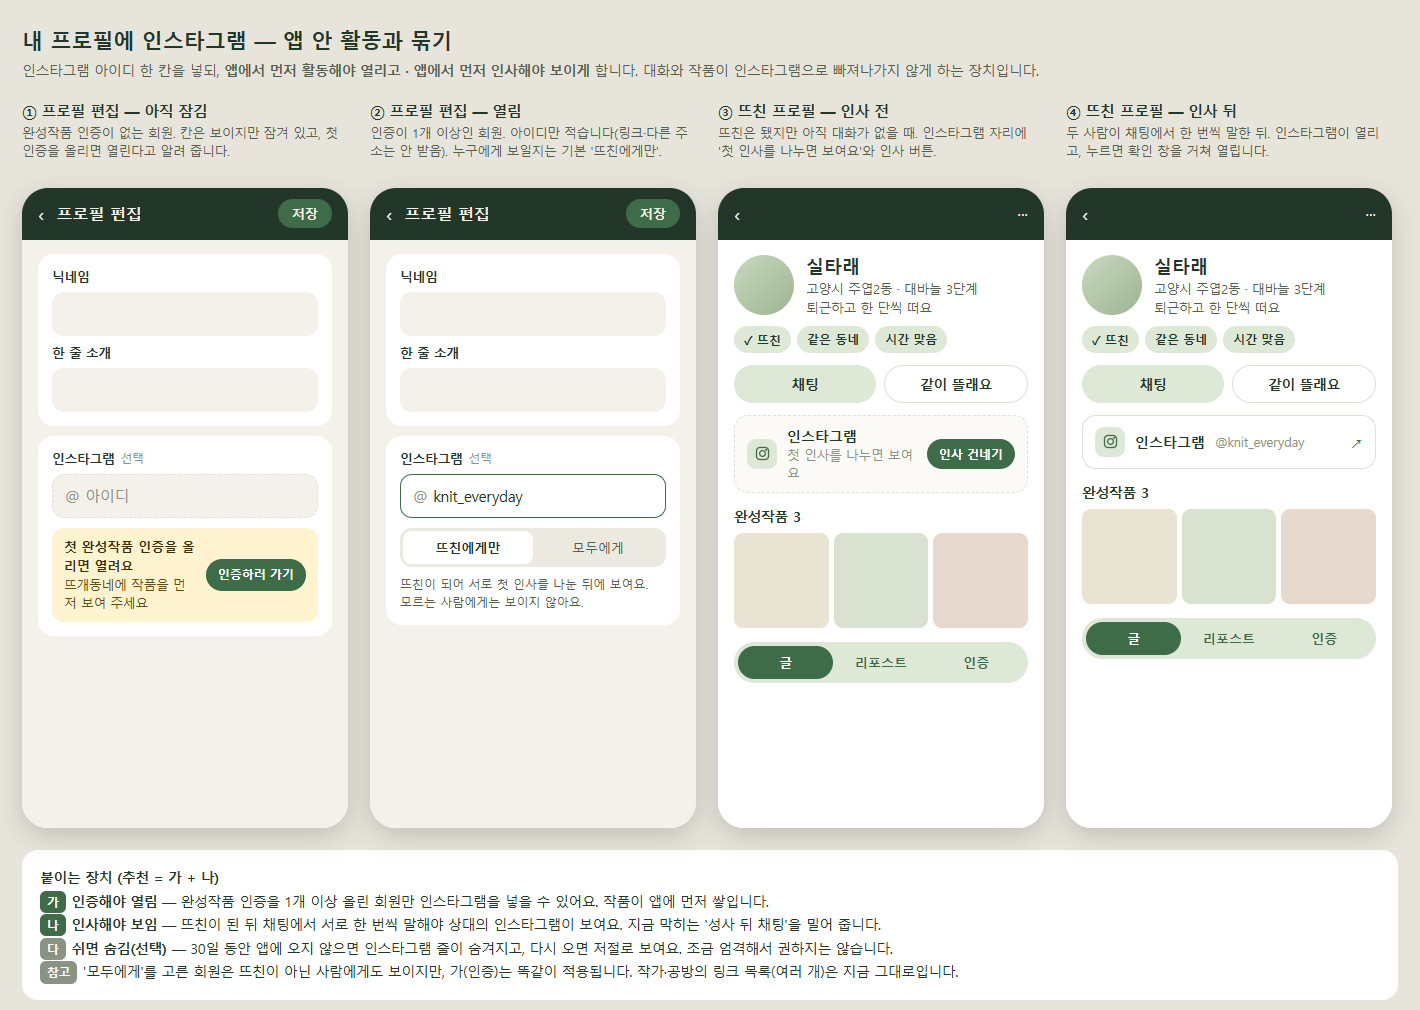 내 프로필에 인스타그램 — 앱 안 활동과 묶기
인스타그램 아이디 한 칸을 넣되, 앱에서 먼저 활동해야 열리고 · 앱에서 먼저 인사해야 보이게 합니다. 대화와 작품이 인스타그램으로 빠져나가지 않게 하는 장치입니다.
① 프로필 편집 — 아직 잠김
완성작품 인증이 없는 회원. 칸은 보이지만 잠겨 있고, 첫
인증을 올리면 열린다고 알려 줍니다.
‹ 프로필 편집 저장
닉네임
한 줄 소개
인스타그램 선택
@ 아이디
첫 완성작품 인증을 올
리면 열려요
뜨개동네에 작품을 먼
저 보여 주세요
인증하러 가기
② 프로필 편집 — 열림
인증이 1개 이상인 회원. 아이디만 적습니다(링크·다른 주
소는 안 받음). 누구에게 보일지는 기본 '뜨친에게만'.
‹ 프로필 편집 저장
닉네임
한 줄 소개
인스타그램 선택
@ knit_everyday
뜨친에게만 모두에게
뜨친이 되어 서로 첫 인사를 나눈 뒤에 보여요.
모르는 사람에게는 보이지 않아요.
③ 뜨친 프로필 — 인사 전
뜨친은 됐지만 아직 대화가 없을 때. 인스타그램 자리에
'첫 인사를 나누면 보여요'와 인사 버튼.
‹ ···
실타래
고양시 주엽2동 · 대바늘 3단계
퇴근하고 한 단씩 떠요
✓ 뜨친 같은 동네 시간 맞음
채팅 같이 뜰래요
인스타그램
첫 인사를 나누면 보여
요
인사 건네기
완성작품 3
글 리포스트 인증
④ 뜨친 프로필 — 인사 뒤
두 사람이 채팅에서 한 번씩 말한 뒤. 인스타그램이 열리
고, 누르면 확인 창을 거쳐 열립니다.
‹ ···
실타래
고양시 주엽2동 · 대바늘 3단계
퇴근하고 한 단씩 떠요
✓ 뜨친 같은 동네 시간 맞음
채팅 같이 뜰래요
인스타그램 @knit_everyday ↗
완성작품 3
글 리포스트 인증
붙이는 장치 (추천 = 가 + 나)
가 인증해야 열림 — 완성작품 인증을 1개 이상 올린 회원만 인스타그램을 넣을 수 있어요. 작품이 앱에 먼저 쌓입니다.
나 인사해야 보임 — 뜨친이 된 뒤 채팅에서 서로 한 번씩 말해야 상대의 인스타그램이 보여요. 지금 막히는 '성사 뒤 채팅'을 밀어 줍니다.
다 쉬면 숨김(선택) — 30일 동안 앱에 오지 않으면 인스타그램 줄이 숨겨지고, 다시 오면 저절로 보여요. 조금 엄격해서 권하지는 않습니다.
참고 '모두에게'를 고른 회원은 뜨친이 아닌 사람에게도 보이지만, 가(인증)는 똑같이 적용됩니다. 작가·공방의 링크 목록(여러 개)은 지금 그대로입니다.